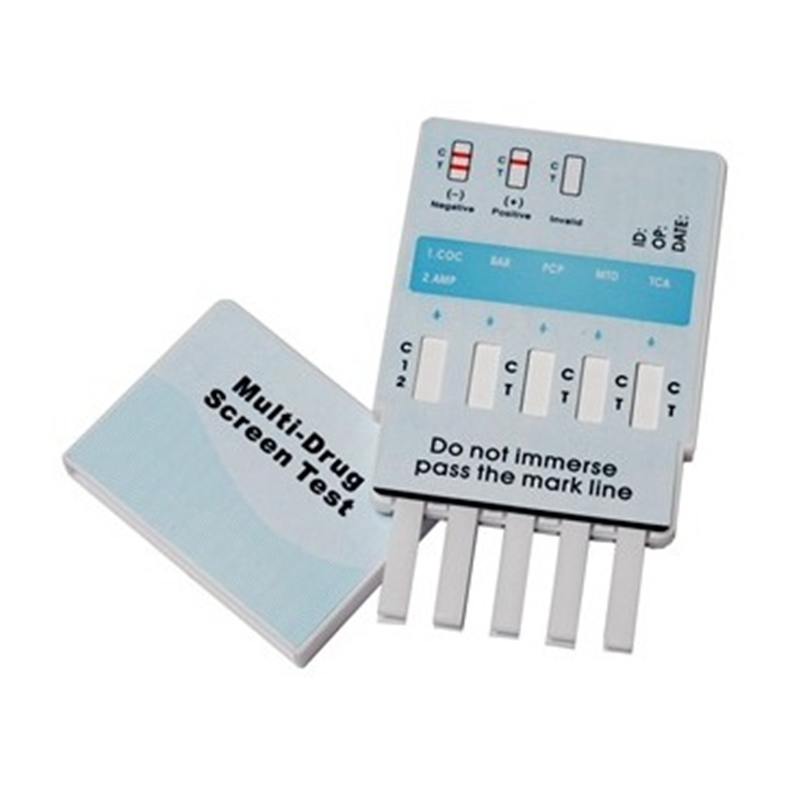 C
T
(-)
Negative
C
T
(+)
Positive
C
T
Invalid
ID:
OP:
DATE:
1.COC BAR PCP MTD TCA
2.AMP
C
1
2
C
T
C
T
C
T
C
T
Do not immerse
pass the mark line
Multi-Drug
Screen Test